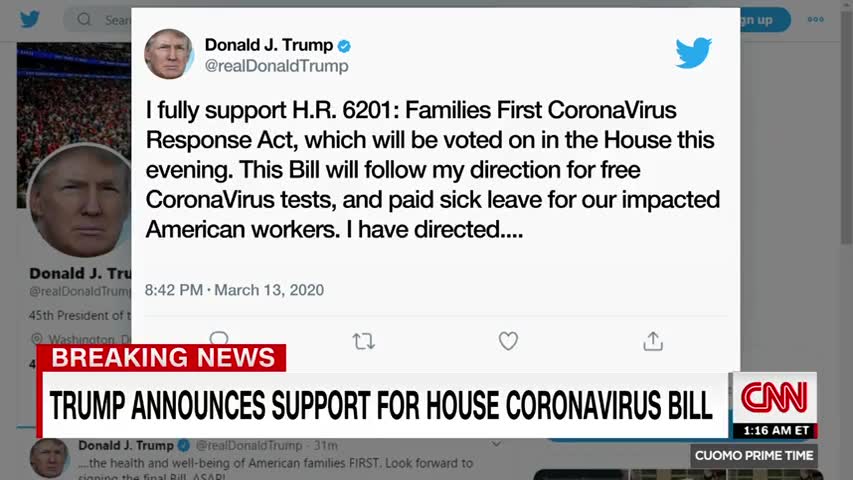 Sear
n up
Donald J. Trump
@realDonaldTrump
I fully support H.R. 6201: Families First CoronaVirus
Response Act, which will be voted on in the House this
evening. This Bill will follow my direction for free
CoronaVirus tests, and paid sick leave for our impacted
American workers. I have directed....
8:42 PM · March 13, 2020
Donald J. Tru
@realDonaldTrump
45th President of t
Washington, D
4
BREAKING NEWS
TRUMP ANNOUNCES SUPPORT FOR HOUSE CORONAVIRUS BILL
CNN
1:16 AM ET
CUOMO PRIME TIME
Donald J. Trump @realDonaldTrump · 31m
....the health and well-being of American families FIRST. Look forward to
signing the final Bill, ASAP!